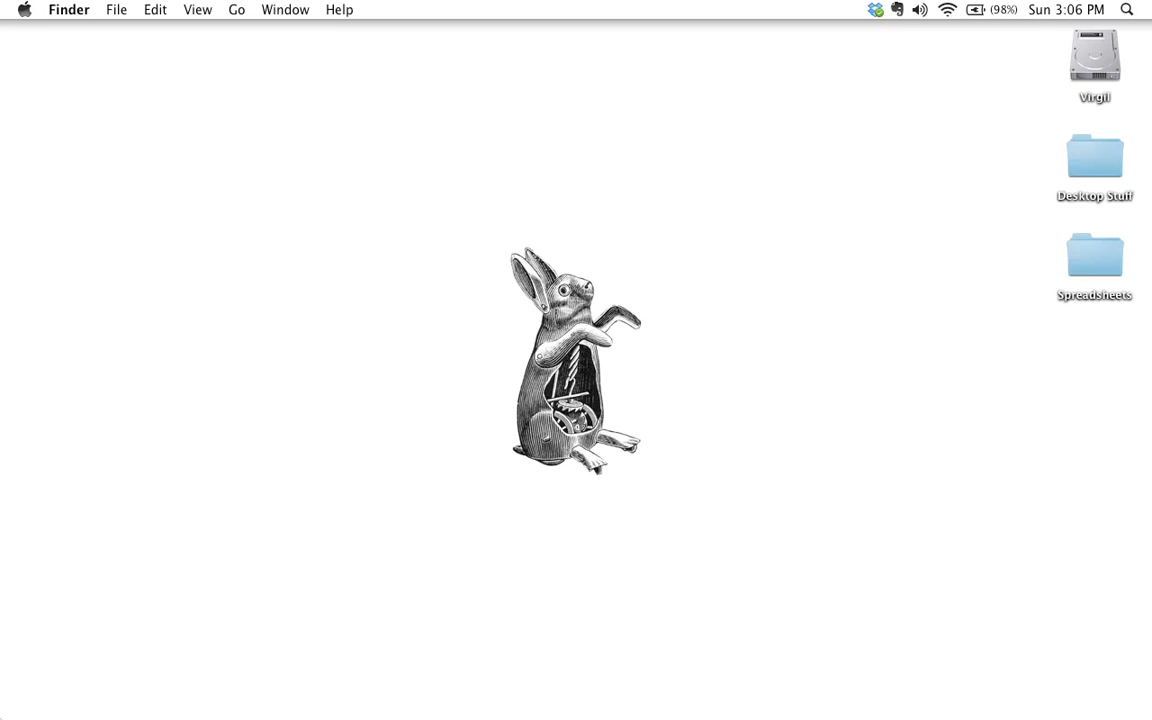 Finder File Edit View Go Window Help (98%) Sun 3:06 PM
Virgil
Desktop Stuff
Spreadsheets